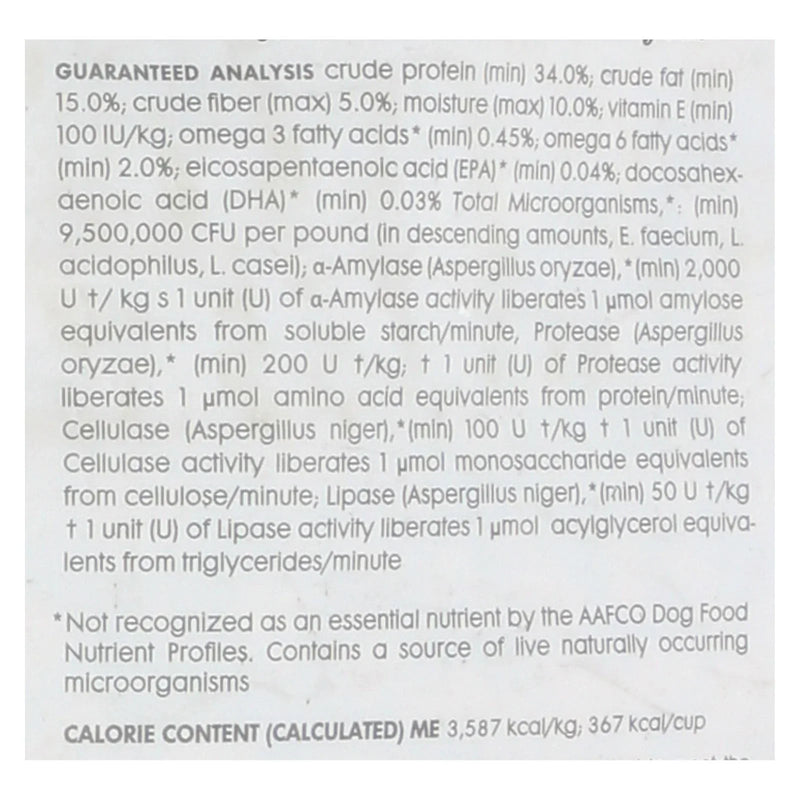 GUARANTEED ANALYSIS crude protein (min) 34.0%; crude fat (min)
15.0%; crude fiber (max) 5.0%; moisture (max) 10.0%; vitamin E (min)
100 IU/kg; omega 3 fatty acids* (min) 0.45%; omega 6 fatty acids*
(min) 2.0%; eicosapentaenoic acid (EPA)* (min) 0.04%; docosahex-
aenoic acid (DHA)* (min) 0.03% Total Microorganisms,*: (min)
9,500,000 CFU per pound (in descending amounts, E. faecium, L.
acidophilus, L. casei); α-Amylase (Aspergillus oryzae),*(min) 2,000
U †/ kg s 1 unit (U) of α-Amylase activity liberates 1 µmol amylose
equivalents from soluble starch/minute, Protease (Aspergillus
oryzae),* (min) 200 U †/kg; † 1 unit (U) of Protease activity
liberates 1 µmol amino acid equivalents from protein/minute;
Cellulase (Aspergillus niger),*(min) 100 U †/kg † 1 unit (U) of
Cellulase activity liberates 1 µmol monosaccharide equivalents
from cellulose/minute; Lipase (Aspergillus niger),*(min) 50 U †/kg
† 1 unit (U) of Lipase activity liberates 1 µmol acylglycerol equiva-
lents from triglycerides/minute
*Not recognized as an essential nutrient by the AAFCO Dog Food
Nutrient Profiles. Contains a source of live naturally occurring
microorganisms
CALORIE CONTENT (CALCULATED) ME 3,587 kcal/kg; 367 kcal/cup